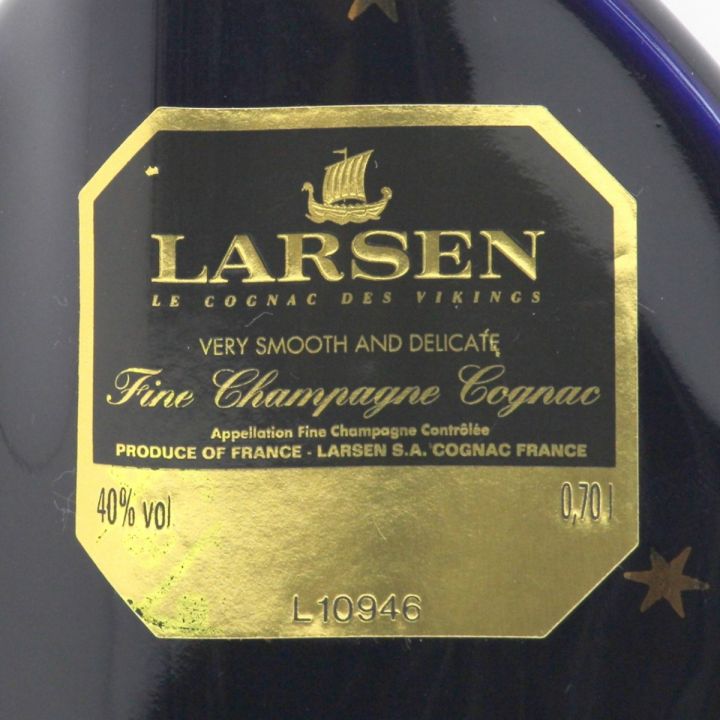 LARSEN
LE COGNAC DES VIKINGS
VERY SMOOTH AND DELICATE
Fine Champagne Cognac
Appellation Fine Champagne Contrôlée
PRODUCE OF FRANCE - LARSEN S.A. COGNAC FRANCE
40% vol 0,70 l
L10946